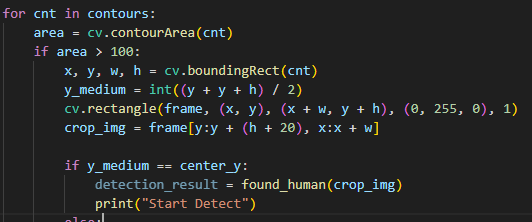 for cnt in contours:
    area = cv.contourArea(cnt)
    if area > 100:
        x, y, w, h = cv.boundingRect(cnt)
        y_medium = int((y + y + h) / 2)
        cv.rectangle(frame, (x, y), (x + w, y + h), (0, 255, 0), 1)
        crop_img = frame[y:y + (h + 20), x:x + w]

        if y_medium == center_y:
            detection_result = found_human(crop_img)
            print("Start Detect")
        else: